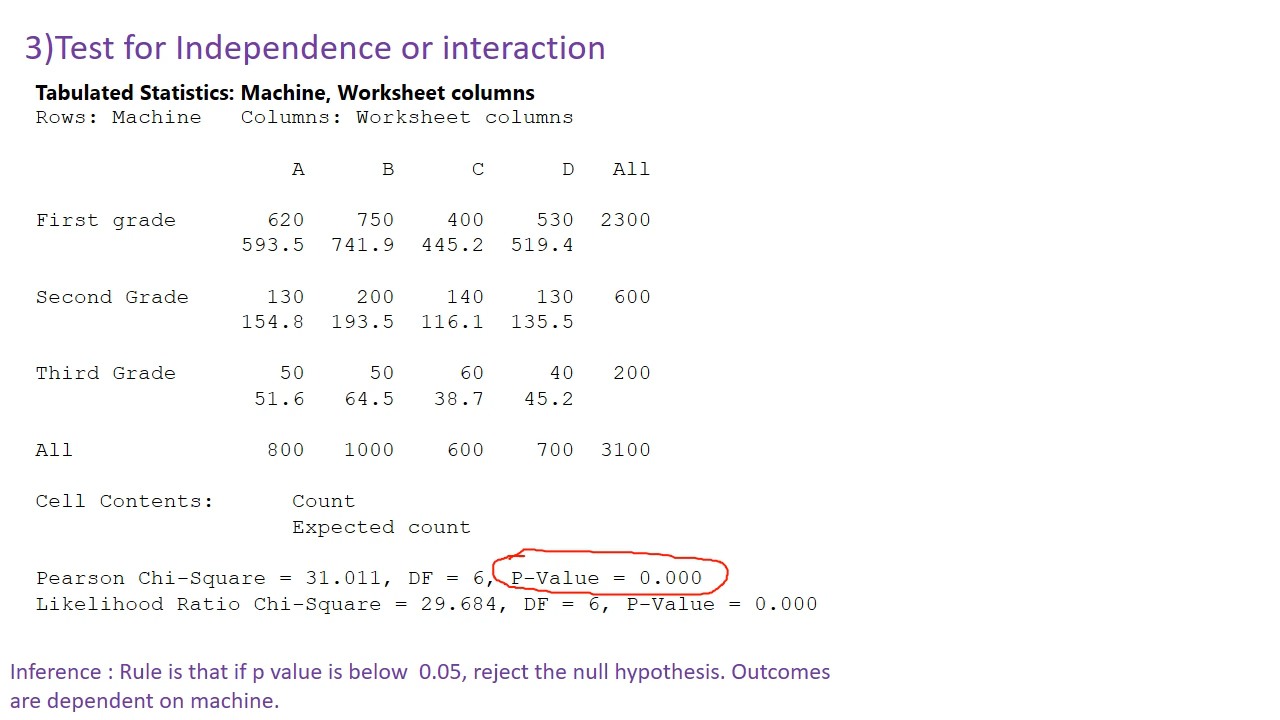 3)Test for Independence or interaction
Tabulated Statistics: Machine, Worksheet columns
Rows: Machine Columns: Worksheet columns
A B C D All
First grade 620 750 400 530 2300
593.5 741.9 445.2 519.4
Second Grade 130 200 140 130 600
154.8 193.5 116.1 135.5
Third Grade 50 50 60 40 200
51.6 64.5 38.7 45.2
All 800 1000 600 700 3100
Cell Contents: Count
Expected count
Pearson Chi-Square = 31.011, DF = 6, P-Value = 0.000
Likelihood Ratio Chi-Square = 29.684, DF = 6, P-Value = 0.000
Inference : Rule is that if p value is below 0.05, reject the null hypothesis. Outcomes
are dependent on machine.